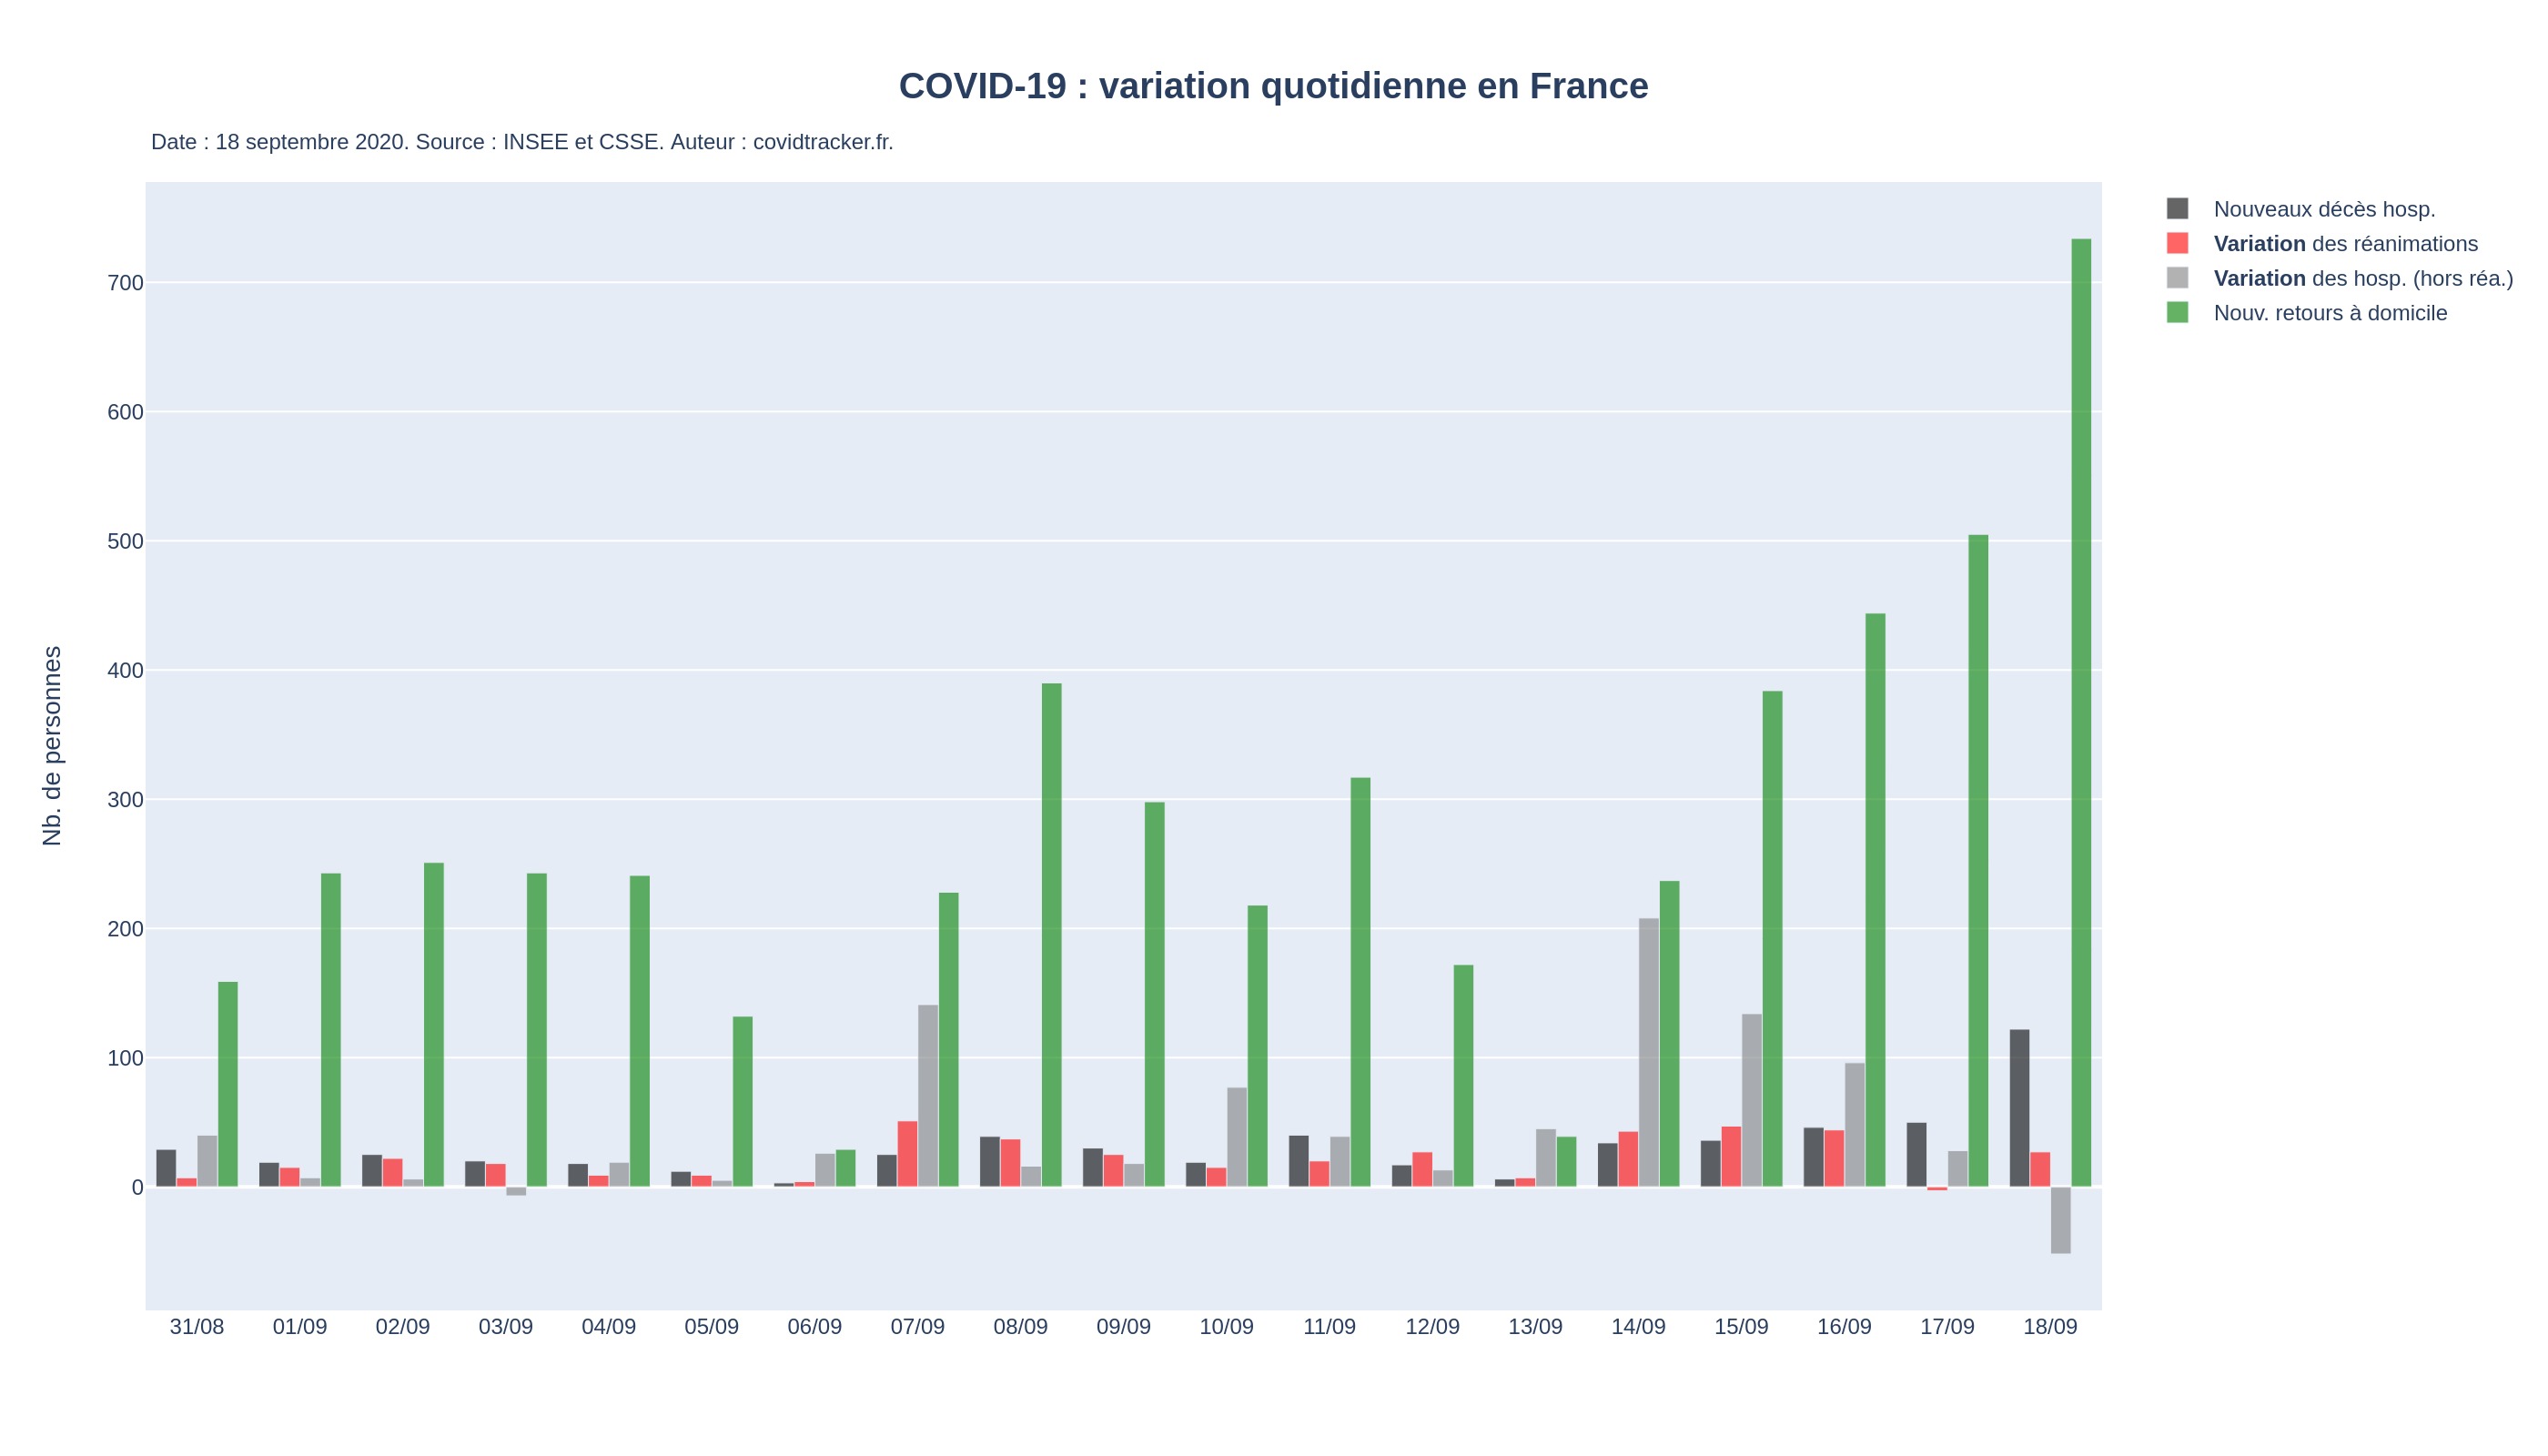 COVID-19 : variation quotidienne en France
Date : 18 septembre 2020. Source : INSEE et CSSE. Auteur : covidtracker.fr.
Nouveaux décès hosp.
Variation des réanimations
Variation des hosp. (hors réa.)
Nouv. retours à domicile
Nb. de personnes
700
600
500
400
300
200
100
0
31/08 01/09 02/09 03/09 04/09 05/09 06/09 07/09 08/09 09/09 10/09 11/09 12/09 13/09 14/09 15/09 16/09 17/09 18/09